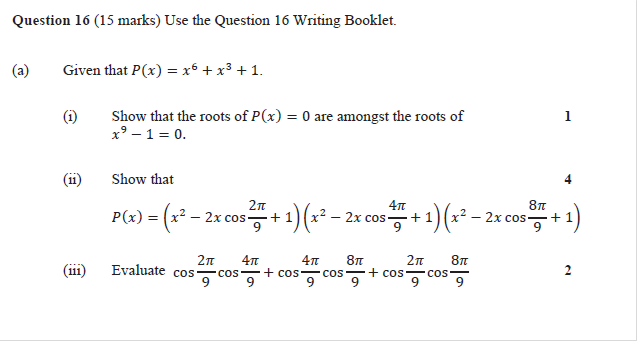 Question 16 (15 marks) Use the Question 16 Writing Booklet.
(a) Given that P(x) = x⁶ + x³ + 1.
(i) Show that the roots of P(x) = 0 are amongst the roots of 1
x⁹ − 1 = 0.
(ii) Show that 4
P(x) = (x² − 2x cos 2π/9 + 1)(x² − 2x cos 4π/9 + 1)(x² − 2x cos 8π/9 + 1)
(iii) Evaluate cos 2π/9 cos 4π/9 + cos 4π/9 cos 8π/9 + cos 2π/9 cos 8π/9 2